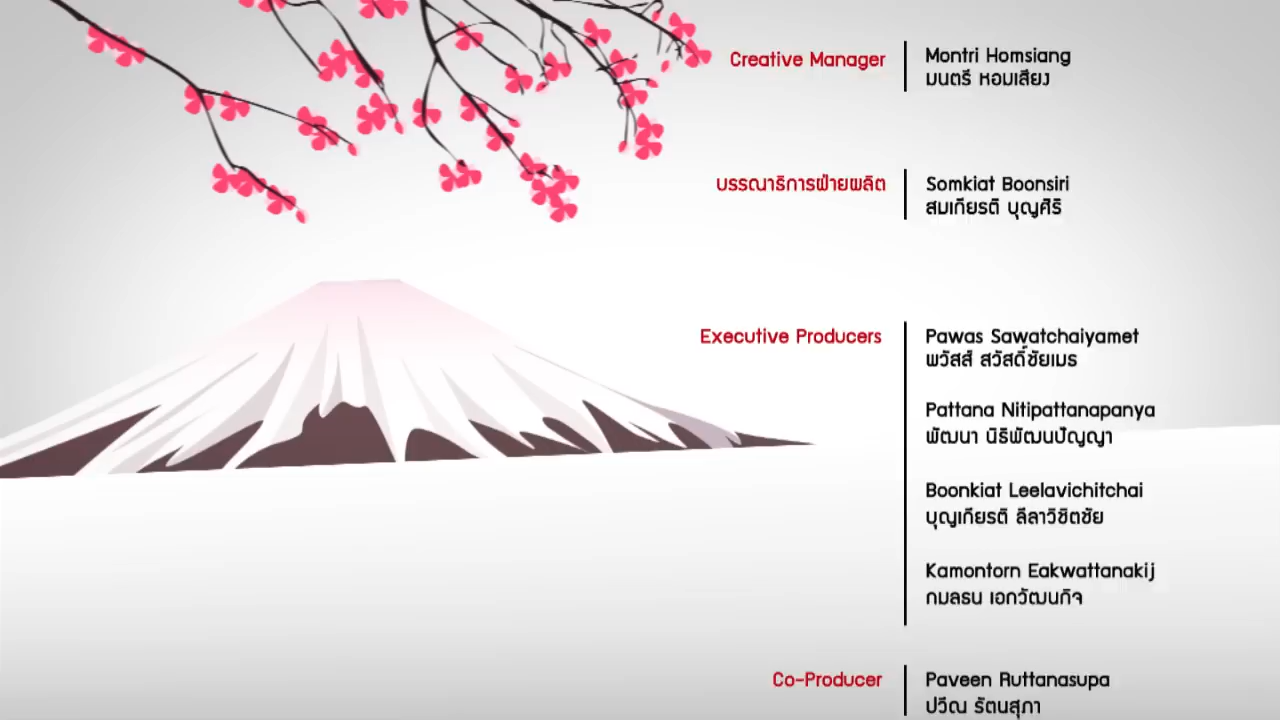 Creative Manager
Montri Homsiang
มนตรี หอมเสียง
บรรณาธิการฝ่ายผลิต
Somkiat Boonsiri
สมเกียรติ บุญศิริ
Executive Producers
Pawas Sawatchaiyamet
พวัสส์ สวัสดิ์ชัยเมธ
Pattana Nitipattanapanya
พัฒนา นิธิพัฒนปัญญา
Boonkiat Leelavichitchai
บุญเกียรติ ลีลาวิชิตชัย
Kamontorn Eakwattanakij
กมลธน เอกวัฒนกิจ
Co-Producer
Paveen Ruttanasupa
ปวีณ รัตนสุภา